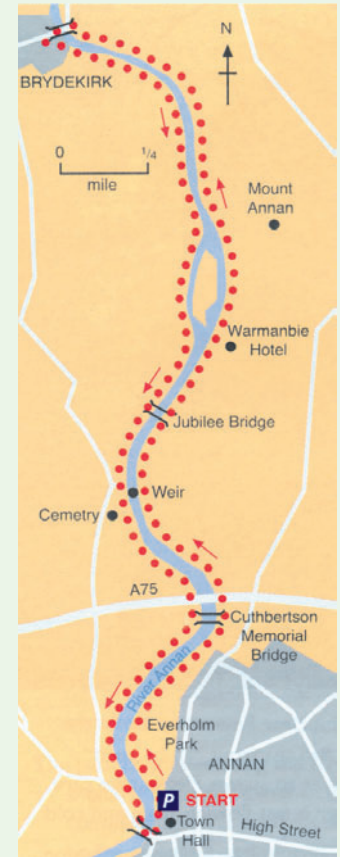 BRYDEKIRK
N
0 1/4
mile
Mount
Annan
Warmanbie
Hotel
Jubilee Bridge
Weir
Cemetry
A75
Cuthbertson
Memorial
Bridge
River Annan
Everholm
Park
ANNAN
P START
Town
Hall
High Street